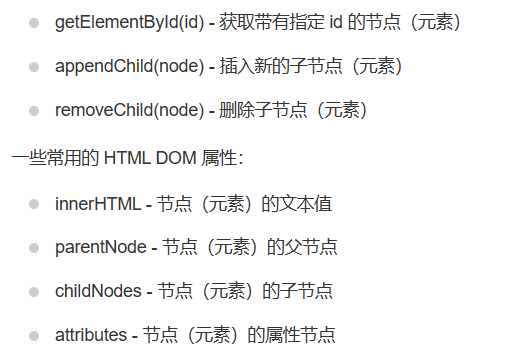 getElementById(id) - 获取带有指定 id 的节点（元素）
appendChild(node) - 插入新的子节点（元素）
removeChild(node) - 删除子节点（元素）
一些常用的 HTML DOM 属性：
innerHTML - 节点（元素）的文本值
parentNode - 节点（元素）的父节点
childNodes - 节点（元素）的子节点
attributes - 节点（元素）的属性节点